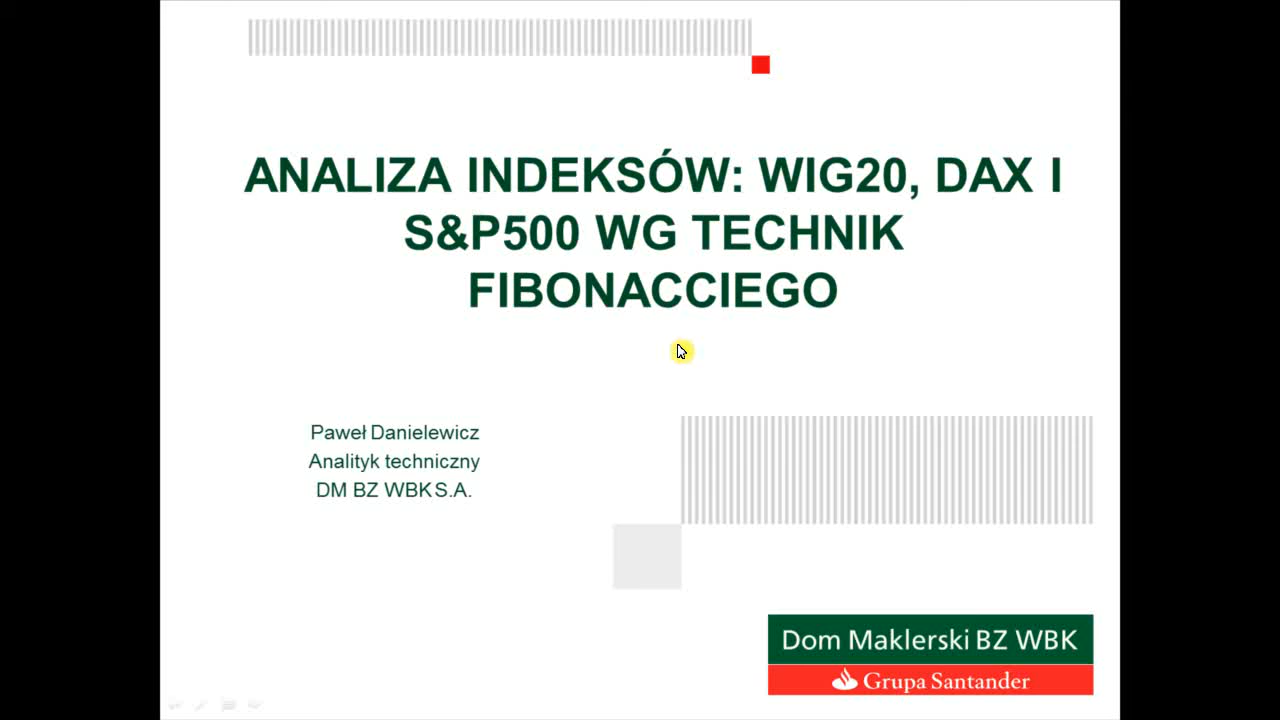 ANALIZA INDEKSÓW: WIG20, DAX I
S&P500 WG TECHNIK
FIBONACCIEGO
Paweł Danielewicz
Analityk techniczny
DM BZ WBK S.A.
Dom Maklerski BZ WBK
Grupa Santander